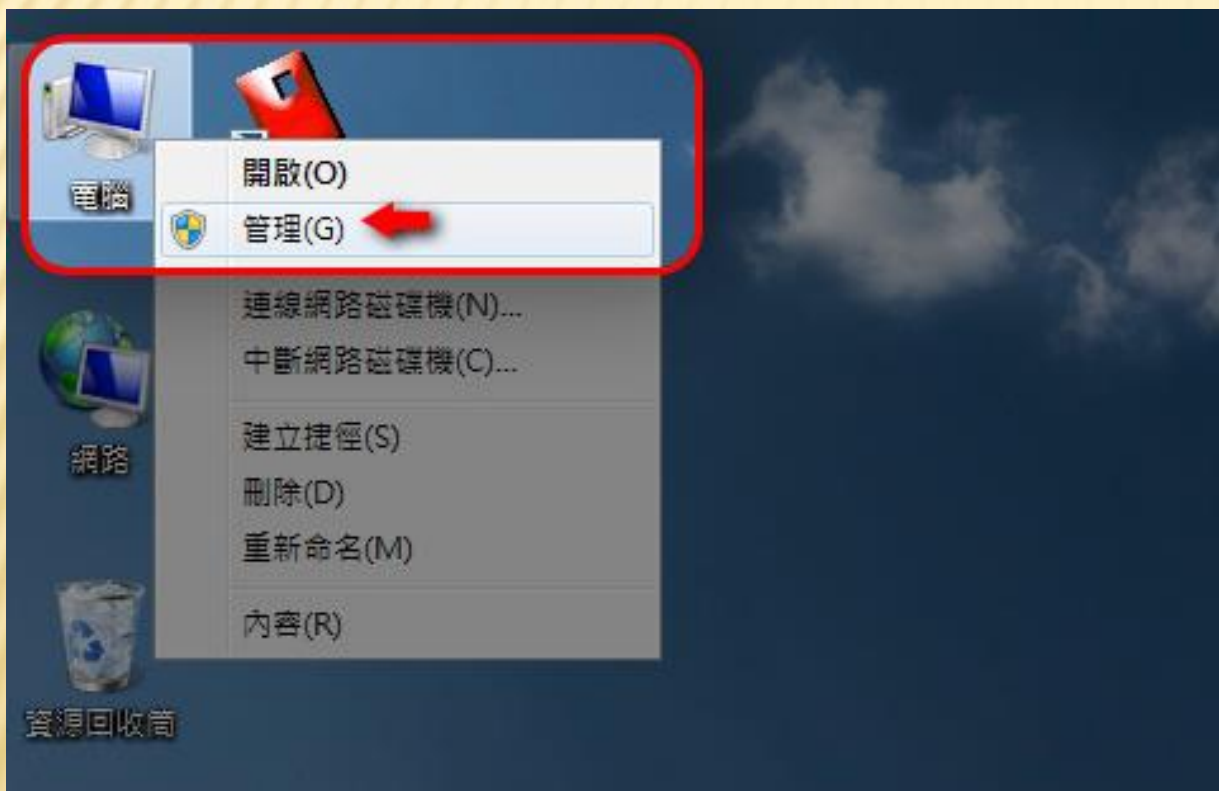 電腦
開啟(O)
管理(G)
連線網路磁碟機(N)...
中斷網路磁碟機(C)...
建立捷徑(S)
刪除(D)
重新命名(M)
內容(R)
網路
資源回收筒